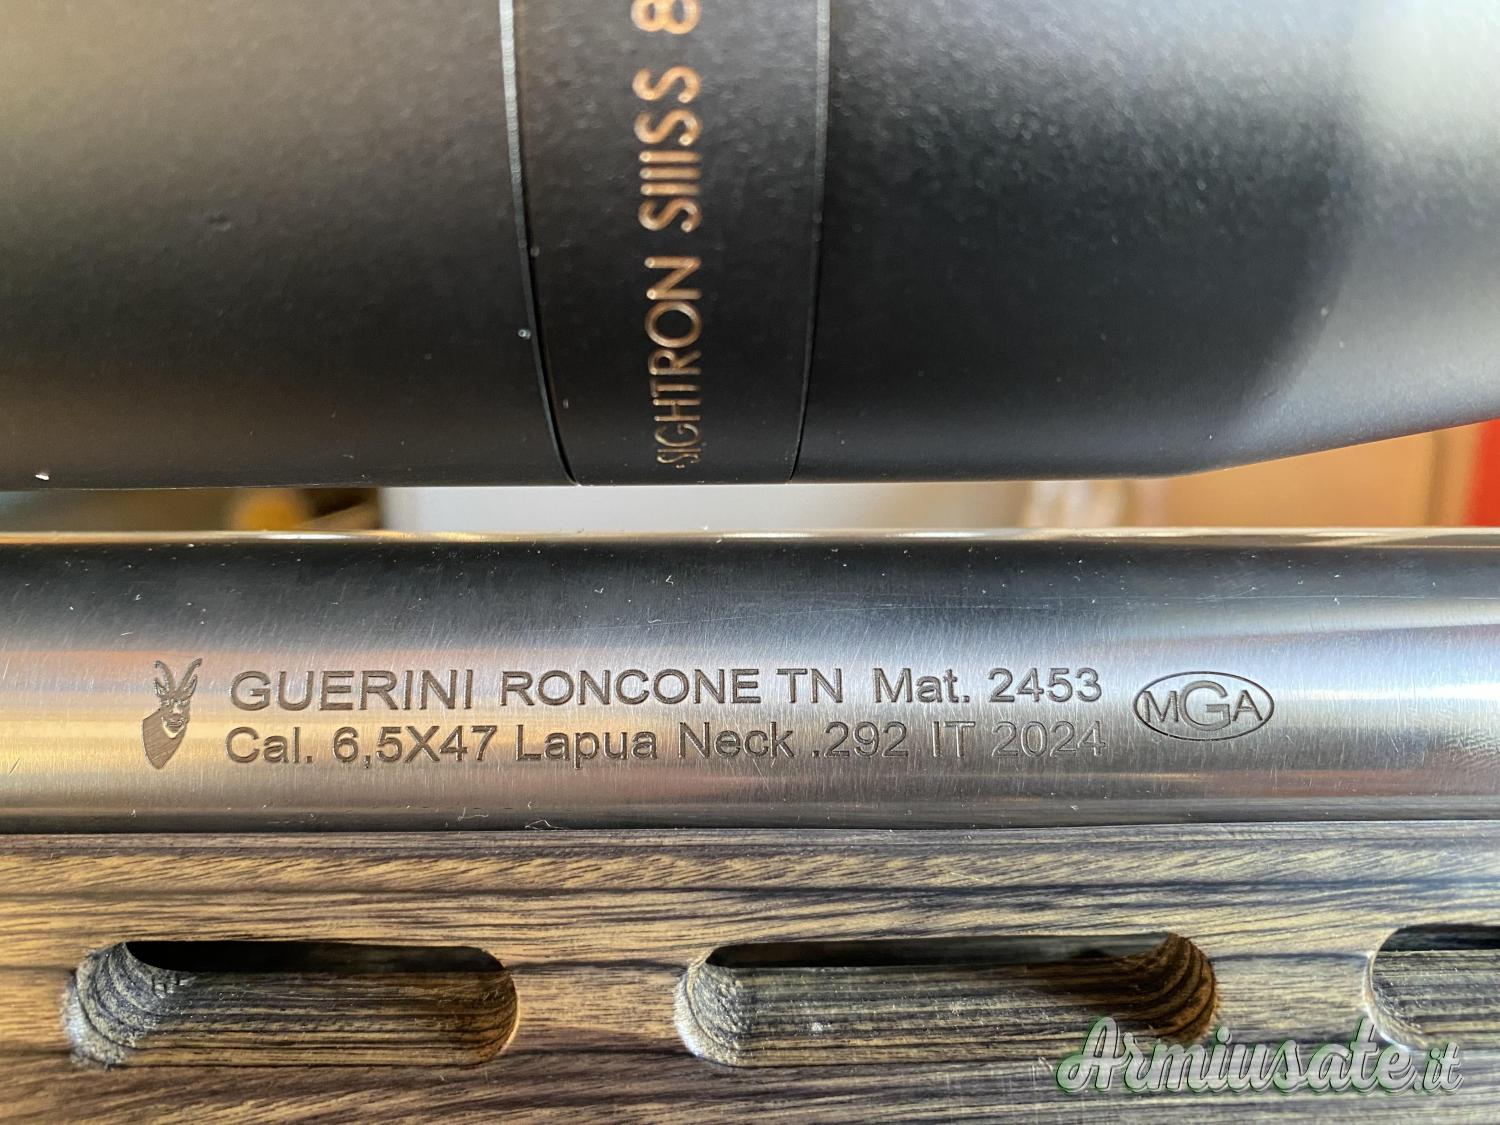 SIGHTRON SIIISS 8
GUERINI RONCONE TN Mat. 2453
Cal. 6,5X47 Lapua Neck .292 IT 2024
MGA
Armiusate.it